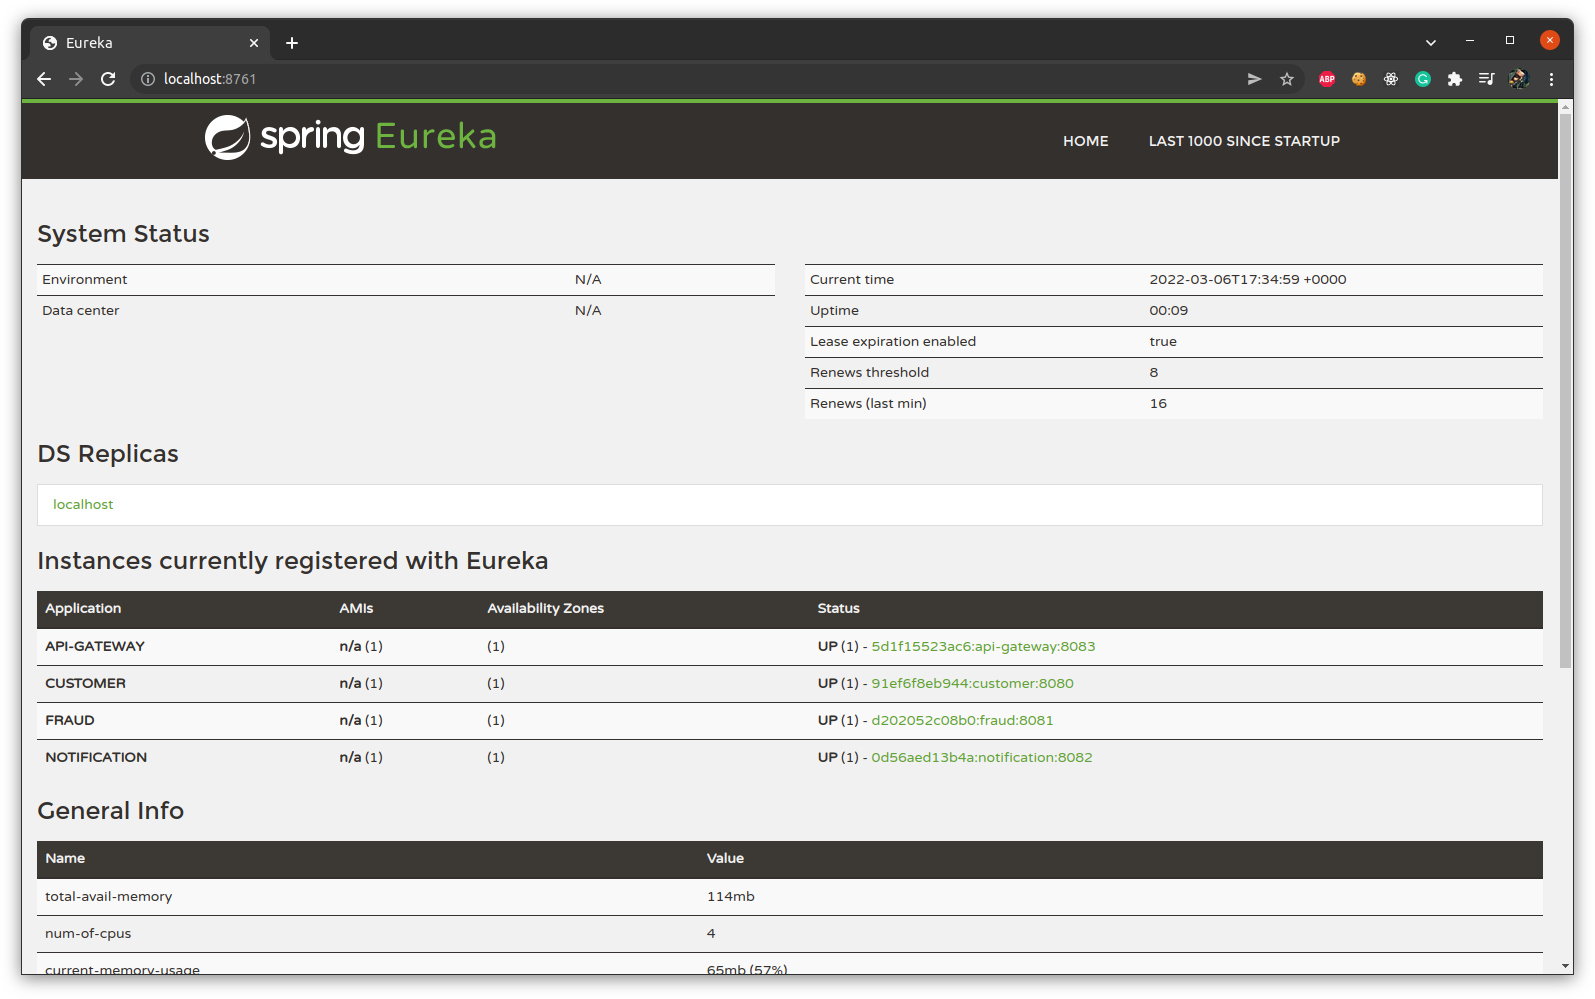 Eureka
localhost:8761
ABP
G
spring Eureka
HOME LAST 1000 SINCE STARTUP
System Status
Environment N/A
Data center N/A
Current time 2022-03-06T17:34:59 +0000
Uptime 00:09
Lease expiration enabled true
Renews threshold 8
Renews (last min) 16
DS Replicas
localhost
Instances currently registered with Eureka
Application AMIs Availability Zones Status
API-GATEWAY n/a (1) (1) UP (1) - 5d1f15523ac6:api-gateway:8083
CUSTOMER n/a (1) (1) UP (1) - 91ef6f8eb944:customer:8080
FRAUD n/a (1) (1) UP (1) - d202052c08b0:fraud:8081
NOTIFICATION n/a (1) (1) UP (1) - 0d56aed13b4a:notification:8082
General Info
Name Value
total-avail-memory 114mb
num-of-cpus 4
current-memory-usage 65mb (57%)